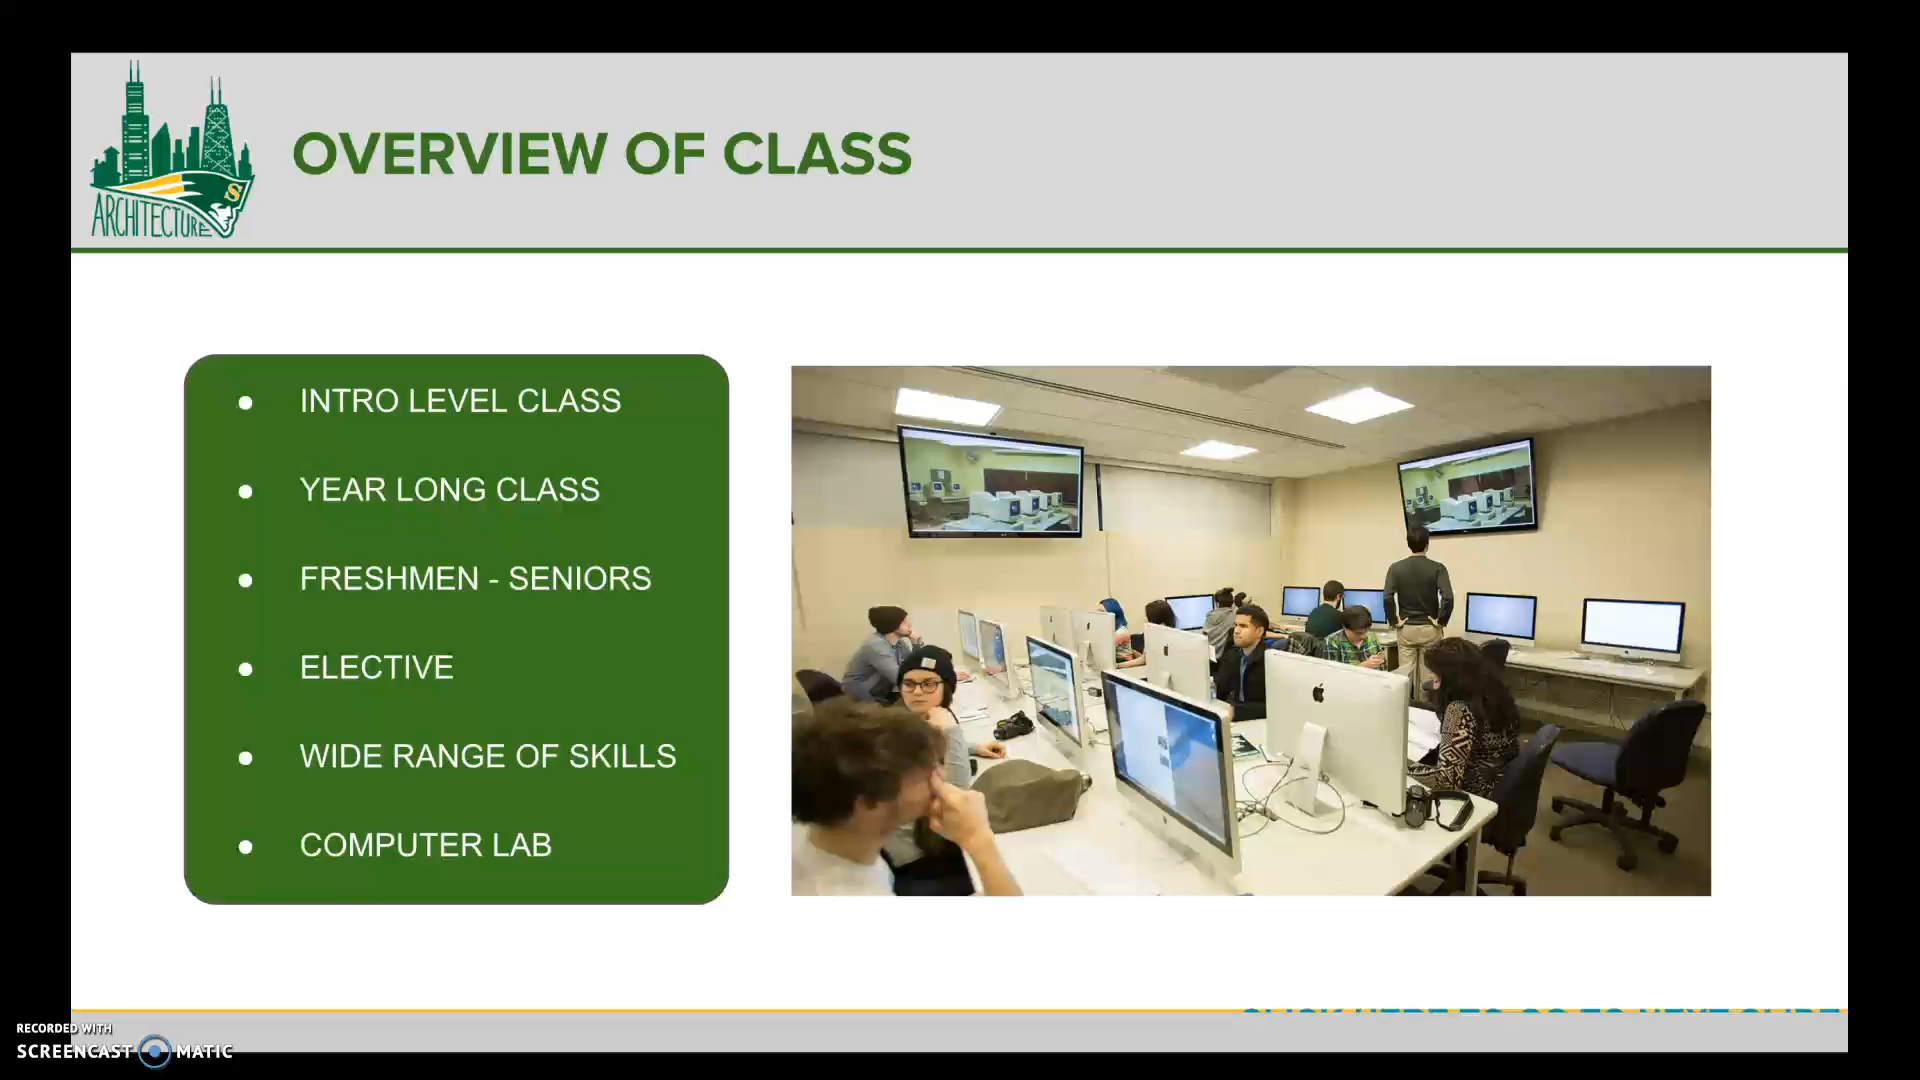 OVERVIEW OF CLASS
S
ARCHITECTURE
INTRO LEVEL CLASS
YEAR LONG CLASS
FRESHMEN - SENIORS
ELECTIVE
WIDE RANGE OF SKILLS
COMPUTER LAB
RECORDED WITH
SCREENCAST MATIC